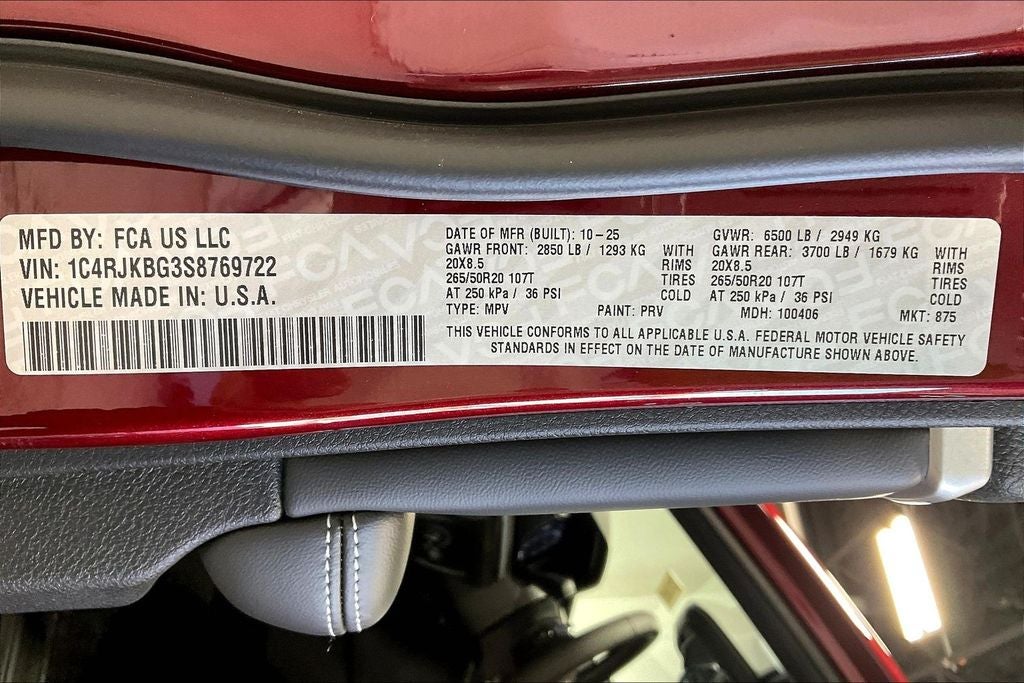 MFD BY: FCA US LLC
VIN: 1C4RJKBG3S8769722
VEHICLE MADE IN: U.S.A.
DATE OF MFR (BUILT): 10-25
GAWR FRONT: 2850 LB / 1293 KG WITH
20X8.5 RIMS
265/50R20 107T TIRES
AT 250 kPa / 36 PSI COLD
TYPE: MPV PAINT: PRV
GVWR: 6500 LB / 2949 KG
GAWR REAR: 3700 LB / 1679 KG WITH
20X8.5 RIMS
265/50R20 107T TIRES
AT 250 kPa / 36 PSI COLD
MDH: 100406 MKT: 875
THIS VEHICLE CONFORMS TO ALL APPLICABLE U.S.A. FEDERAL MOTOR VEHICLE SAFETY
STANDARDS IN EFFECT ON THE DATE OF MANUFACTURE SHOWN ABOVE.